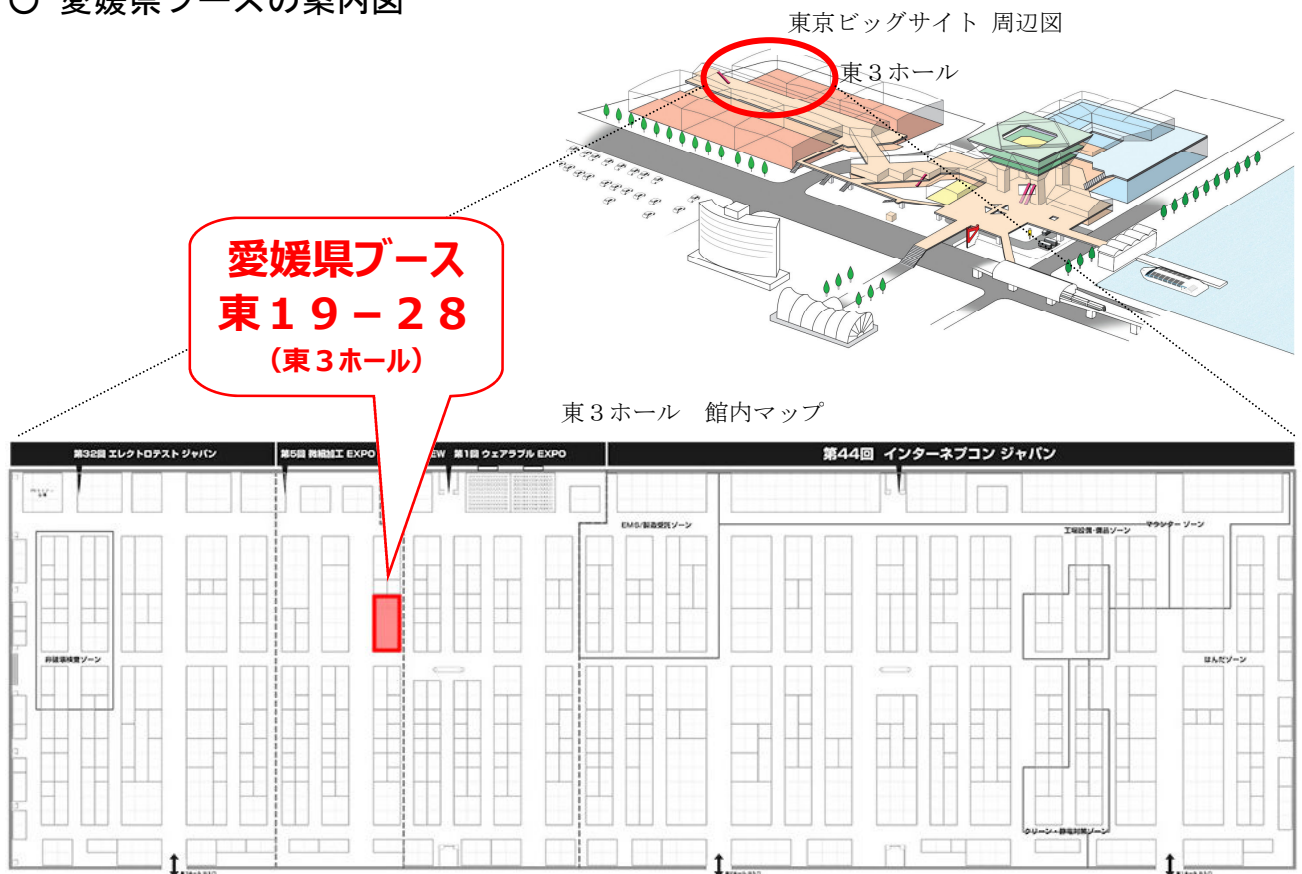 ○ 愛媛県ブースの案内図
東京ビッグサイト 周辺図
東３ホール
愛媛県ブース
東１９－２８
（東３ホール）
東３ホール 館内マップ
第32回 エレクトロテスト ジャパン
第5回 微細加工 EXPO
EW 第1回 ウェアラブル EXPO
第44回 インターネプコン ジャパン
EMS/製造受託ゾーン
工場設備・備品ゾーン
マウンター ゾーン
非破壊検査ゾーン
はんだゾーン
クリーン・静電対策ゾーン